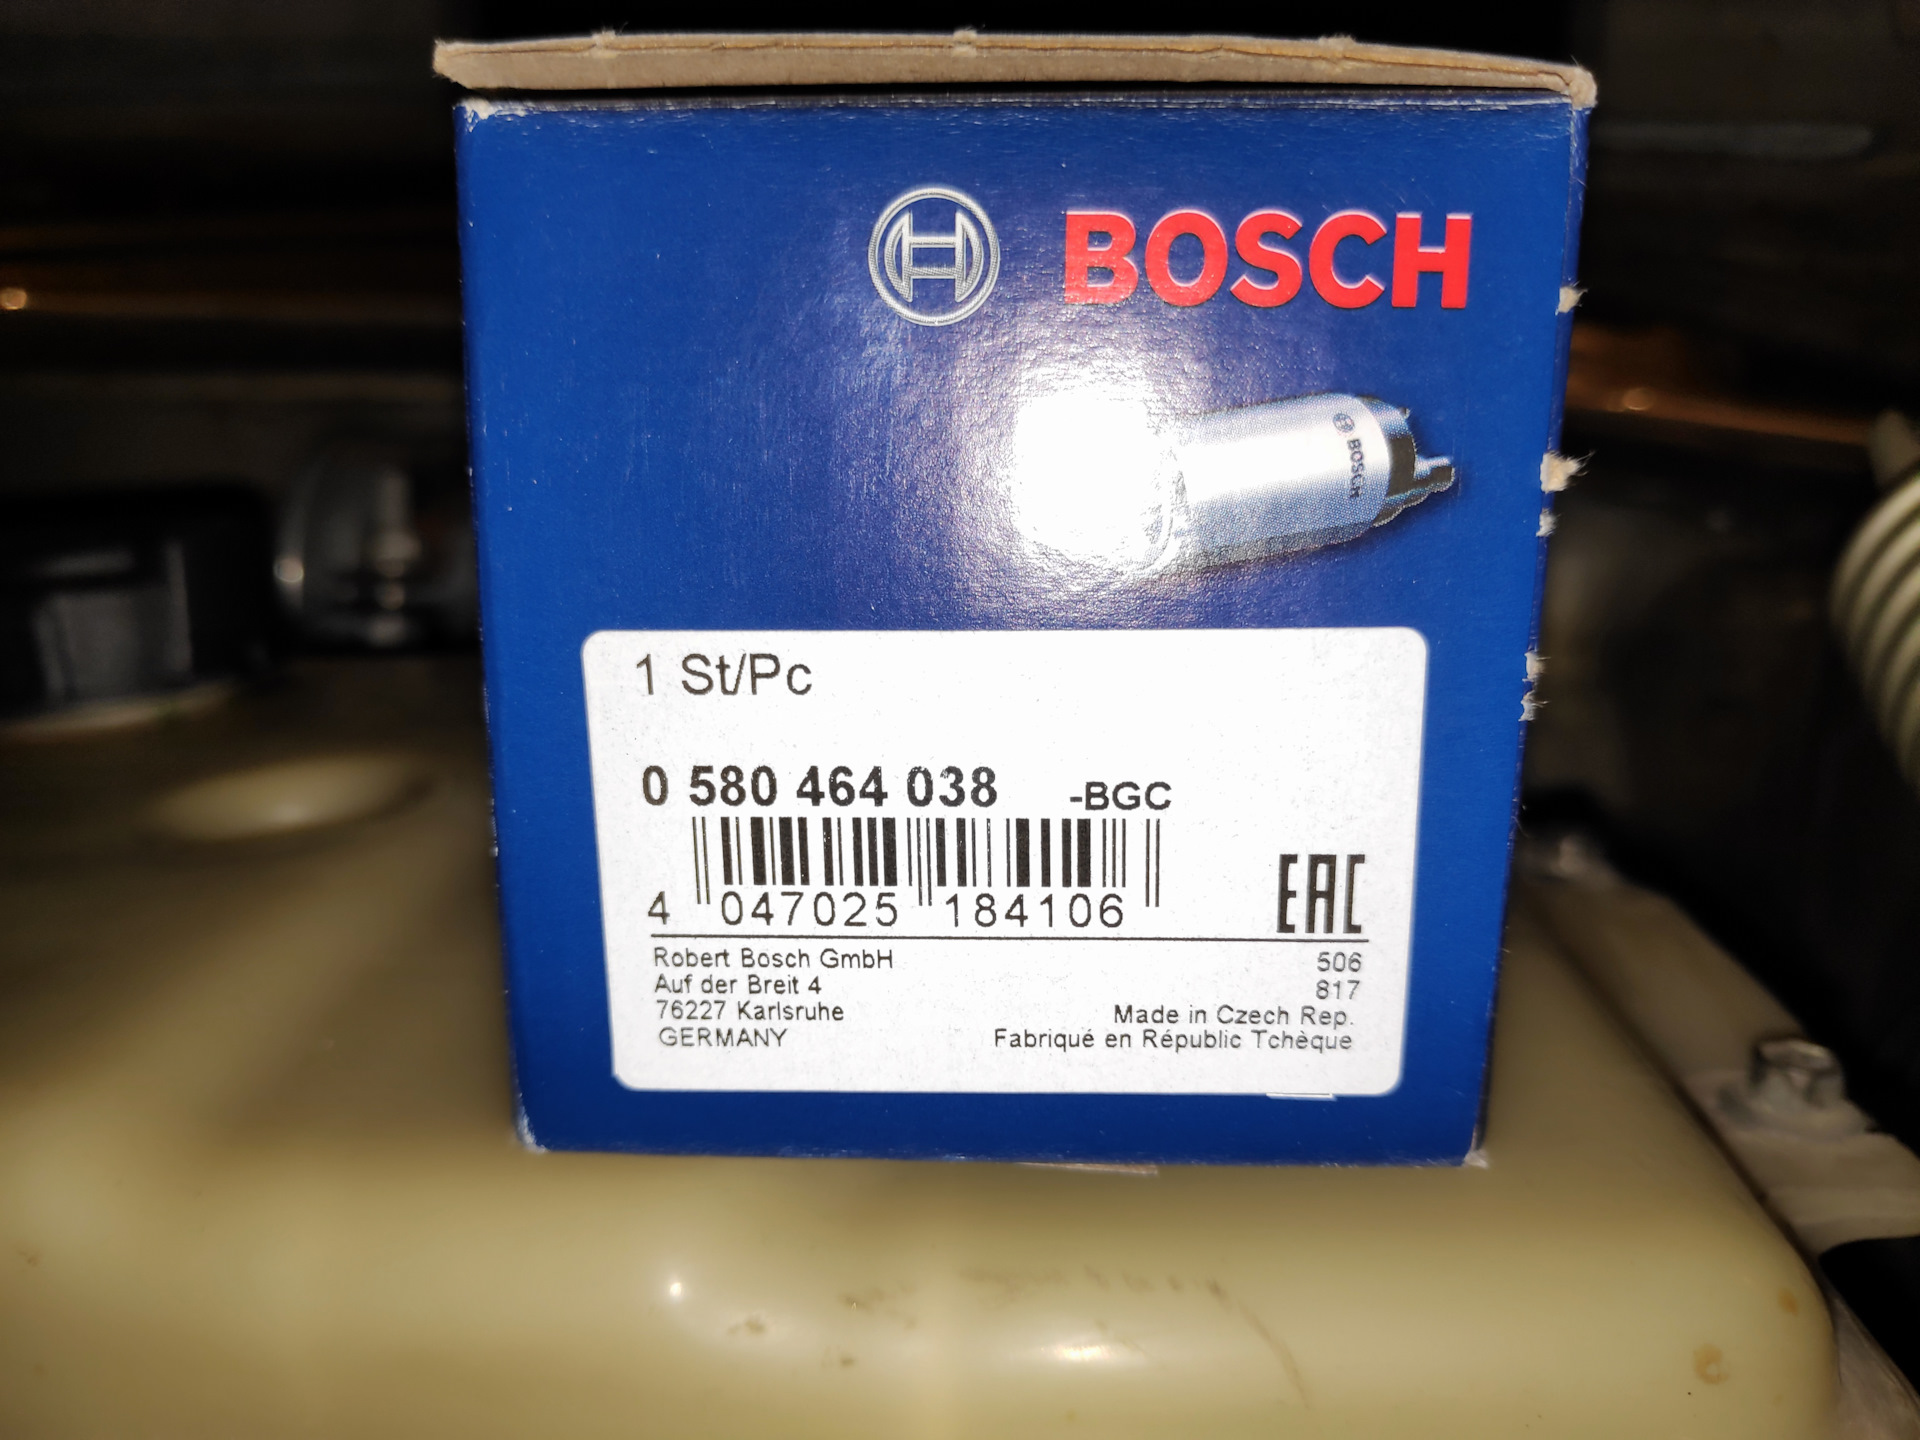 BOSCH
BOSCH
1 St/Pc
0 580 464 038 -BGC
4 047025 184106
EAC
Robert Bosch GmbH
Auf der Breit 4
76227 Karlsruhe
GERMANY
506
817
Made in Czech Rep.
Fabriqué en Républic Tchèque